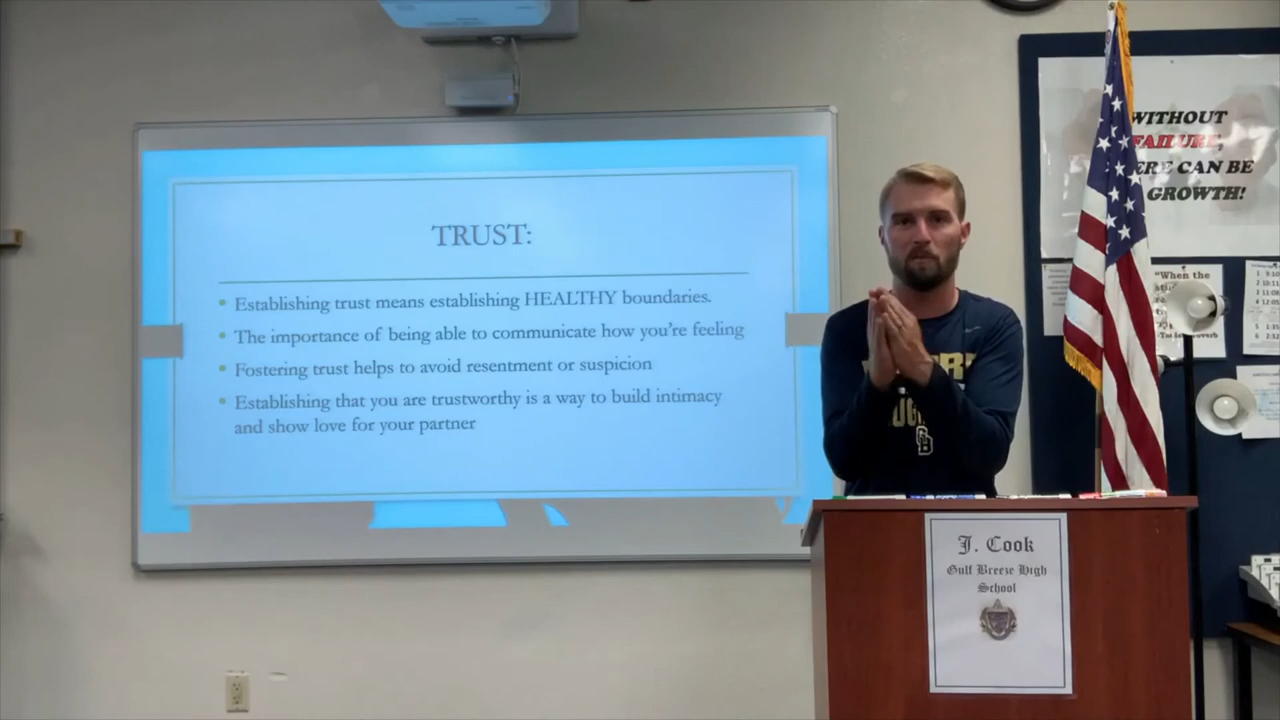 TRUST:
Establishing trust means establishing HEALTHY boundaries.
The importance of being able to communicate how you're feeling
Fostering trust helps to avoid resentment or suspicion
Establishing that you are trustworthy is a way to build intimacy
and show love for your partner
WITHOUT
FAILURE,
ERE CAN BE
GROWTH!
"When the
GB
J. Cook
Gulf Breeze High
School